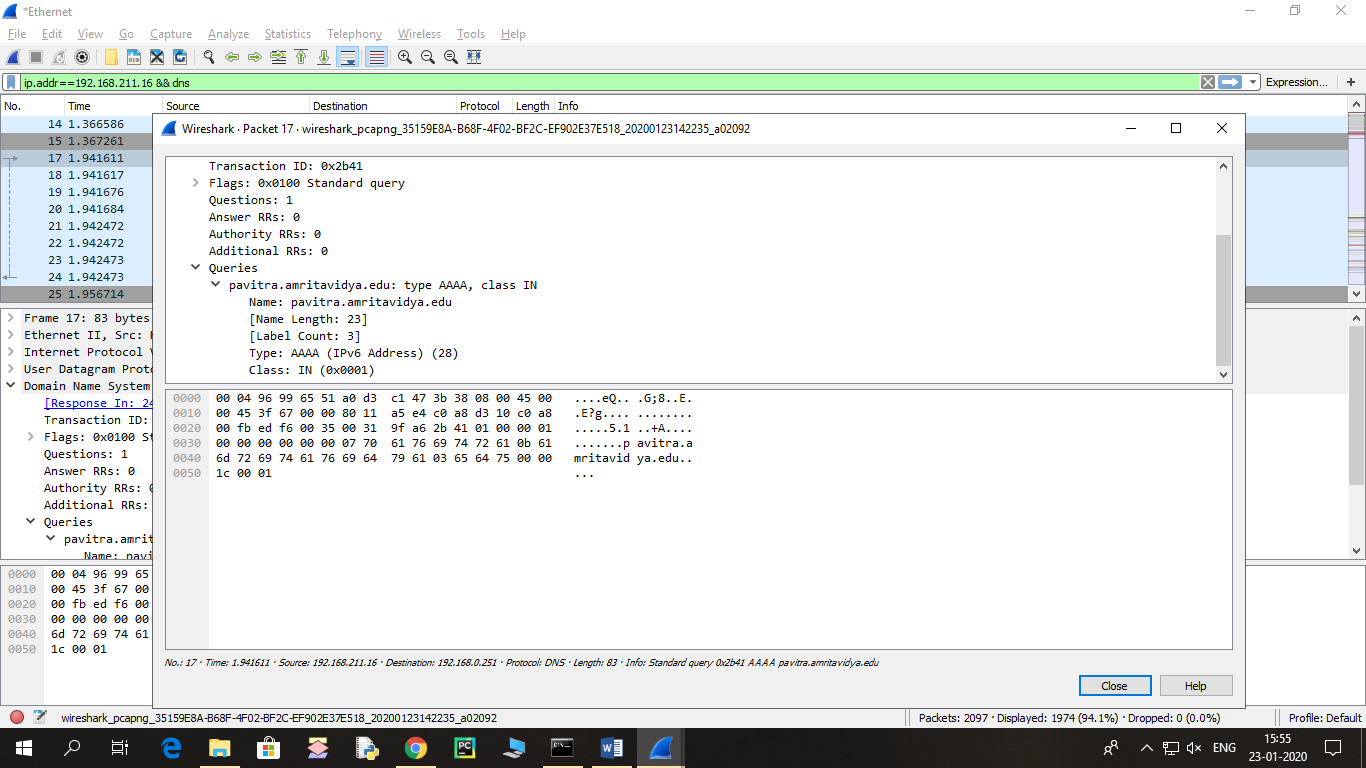 *Ethernet
File Edit View Go Capture Analyze Statistics Telephony Wireless Tools Help
ip.addr==192.168.211.16 && dns
Expression...
+
No. Time Source Destination Protocol Length Info
14 1.366586
15 1.367261
17 1.941611
18 1.941617
19 1.941676
20 1.941684
21 1.942472
22 1.942472
23 1.942473
24 1.942473
25 1.956714
Frame 17: 83 bytes
Ethernet II, Src:
Internet Protocol
User Datagram Prot
Domain Name System
[Response In: 24
Transaction ID:
Flags: 0x0100 St
Questions: 1
Answer RRs: 0
Authority RRs:
Additional RRs:
Queries
pavitra.amrit
Name: pavi
0000 00 04 96 99 65
0010 00 45 3f 67 00
0020 00 fb ed f6 00
0030 00 00 00 00 00
0040 6d 72 69 74 61
0050 1c 00 01
Wireshark · Packet 17 · wireshark_pcapng_35159E8A-B68F-4F02-BF2C-EF902E37E518_20200123142235_a02092
Transaction ID: 0x2b41
Flags: 0x0100 Standard query
Questions: 1
Answer RRs: 0
Authority RRs: 0
Additional RRs: 0
Queries
pavitra.amritavidya.edu: type AAAA, class IN
Name: pavitra.amritavidya.edu
[Name Length: 23]
[Label Count: 3]
Type: AAAA (IPv6 Address) (28)
Class: IN (0x0001)
0000 00 04 96 99 65 51 a0 d3 c1 47 3b 38 08 00 45 00 ....eQ.. .G;8..E.
0010 00 45 3f 67 00 00 80 11 a5 e4 c0 a8 d3 10 c0 a8 .E?g.... ........
0020 00 fb ed f6 00 35 00 31 9f a6 2b 41 01 00 00 01 .....5.1 ..+A....
0030 00 00 00 00 00 00 07 70 61 76 69 74 72 61 0b 61 .......p avitra.a
0040 6d 72 69 74 61 76 69 64 79 61 03 65 64 75 00 00 mritavid ya.edu..
0050 1c 00 01 ...
No.: 17 · Time: 1.941611 · Source: 192.168.211.16 · Destination: 192.168.0.251 · Protocol: DNS · Length: 83 · Info: Standard query 0x2b41 AAAA pavitra.amritavidya.edu
Close Help
wireshark_pcapng_35159E8A-B68F-4F02-BF2C-EF902E37E518_20200123142235_a02092
Packets: 2097 · Displayed: 1974 (94.1%) · Dropped: 0 (0.0%)
Profile: Default
ENG
15:55
23-01-2020